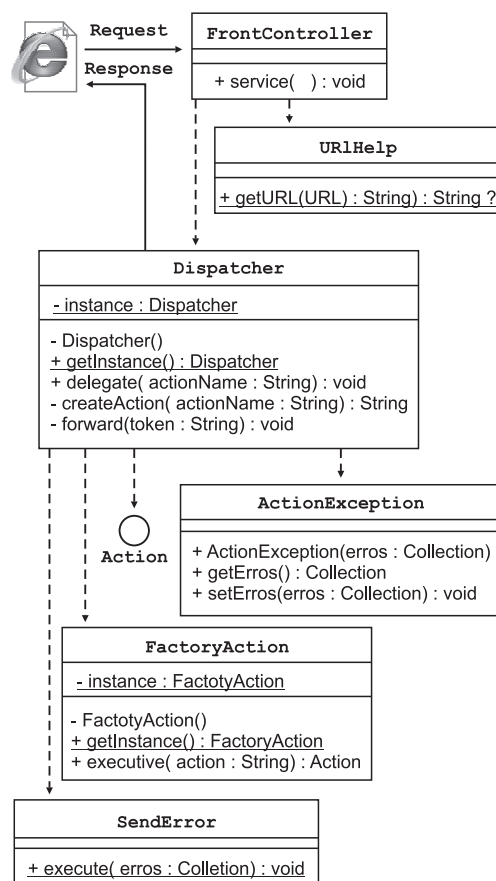 Request
Response
FrontController
+ service( ) : void
URlHelp
+ getURL(URL) : String) : String ?
Dispatcher
- instance : Dispatcher
- Dispatcher()
+ getInstance() : Dispatcher
+ delegate( actionName : String) : void
- createAction( actionName : String) : String
- forward(token : String) : void
Action
ActionException
+ ActionException(erros : Collection)
+ getErros() : Collection
+ setErros(erros : Collection) : void
FactoryAction
- instance : FactotyAction
- FactotyAction()
+ getInstance() : FactoryAction
+ executive( action : String) : Action
SendError
+ execute( erros : Colletion) : void